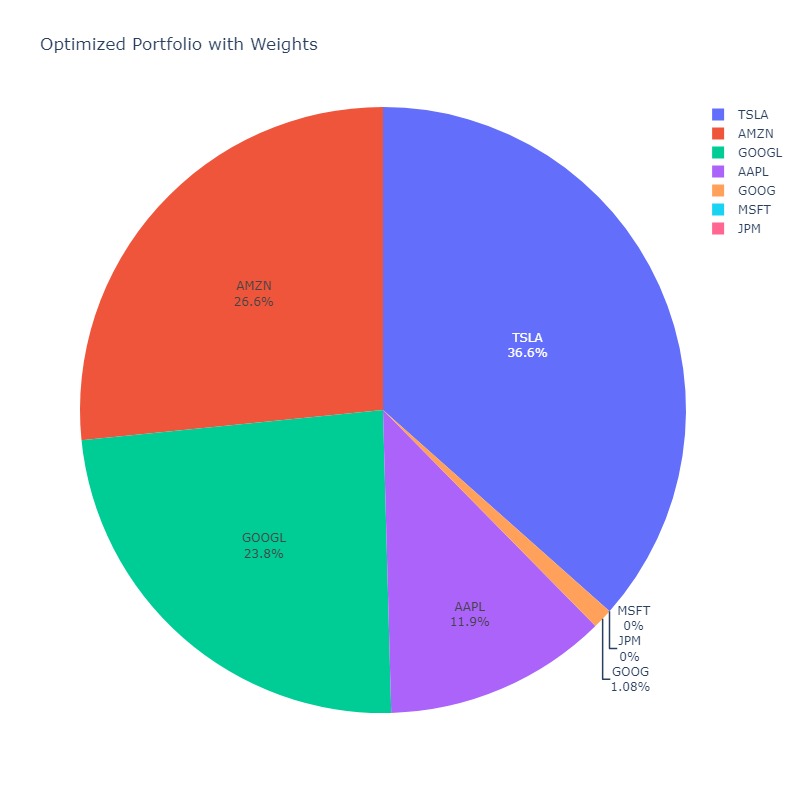 Optimized Portfolio with Weights
TSLA
AMZN
GOOGL
AAPL
GOOG
MSFT
JPM
AMZN
26.6%
TSLA
36.6%
GOOGL
23.8%
AAPL
11.9%
MSFT
0%
JPM
0%
GOOG
1.08%